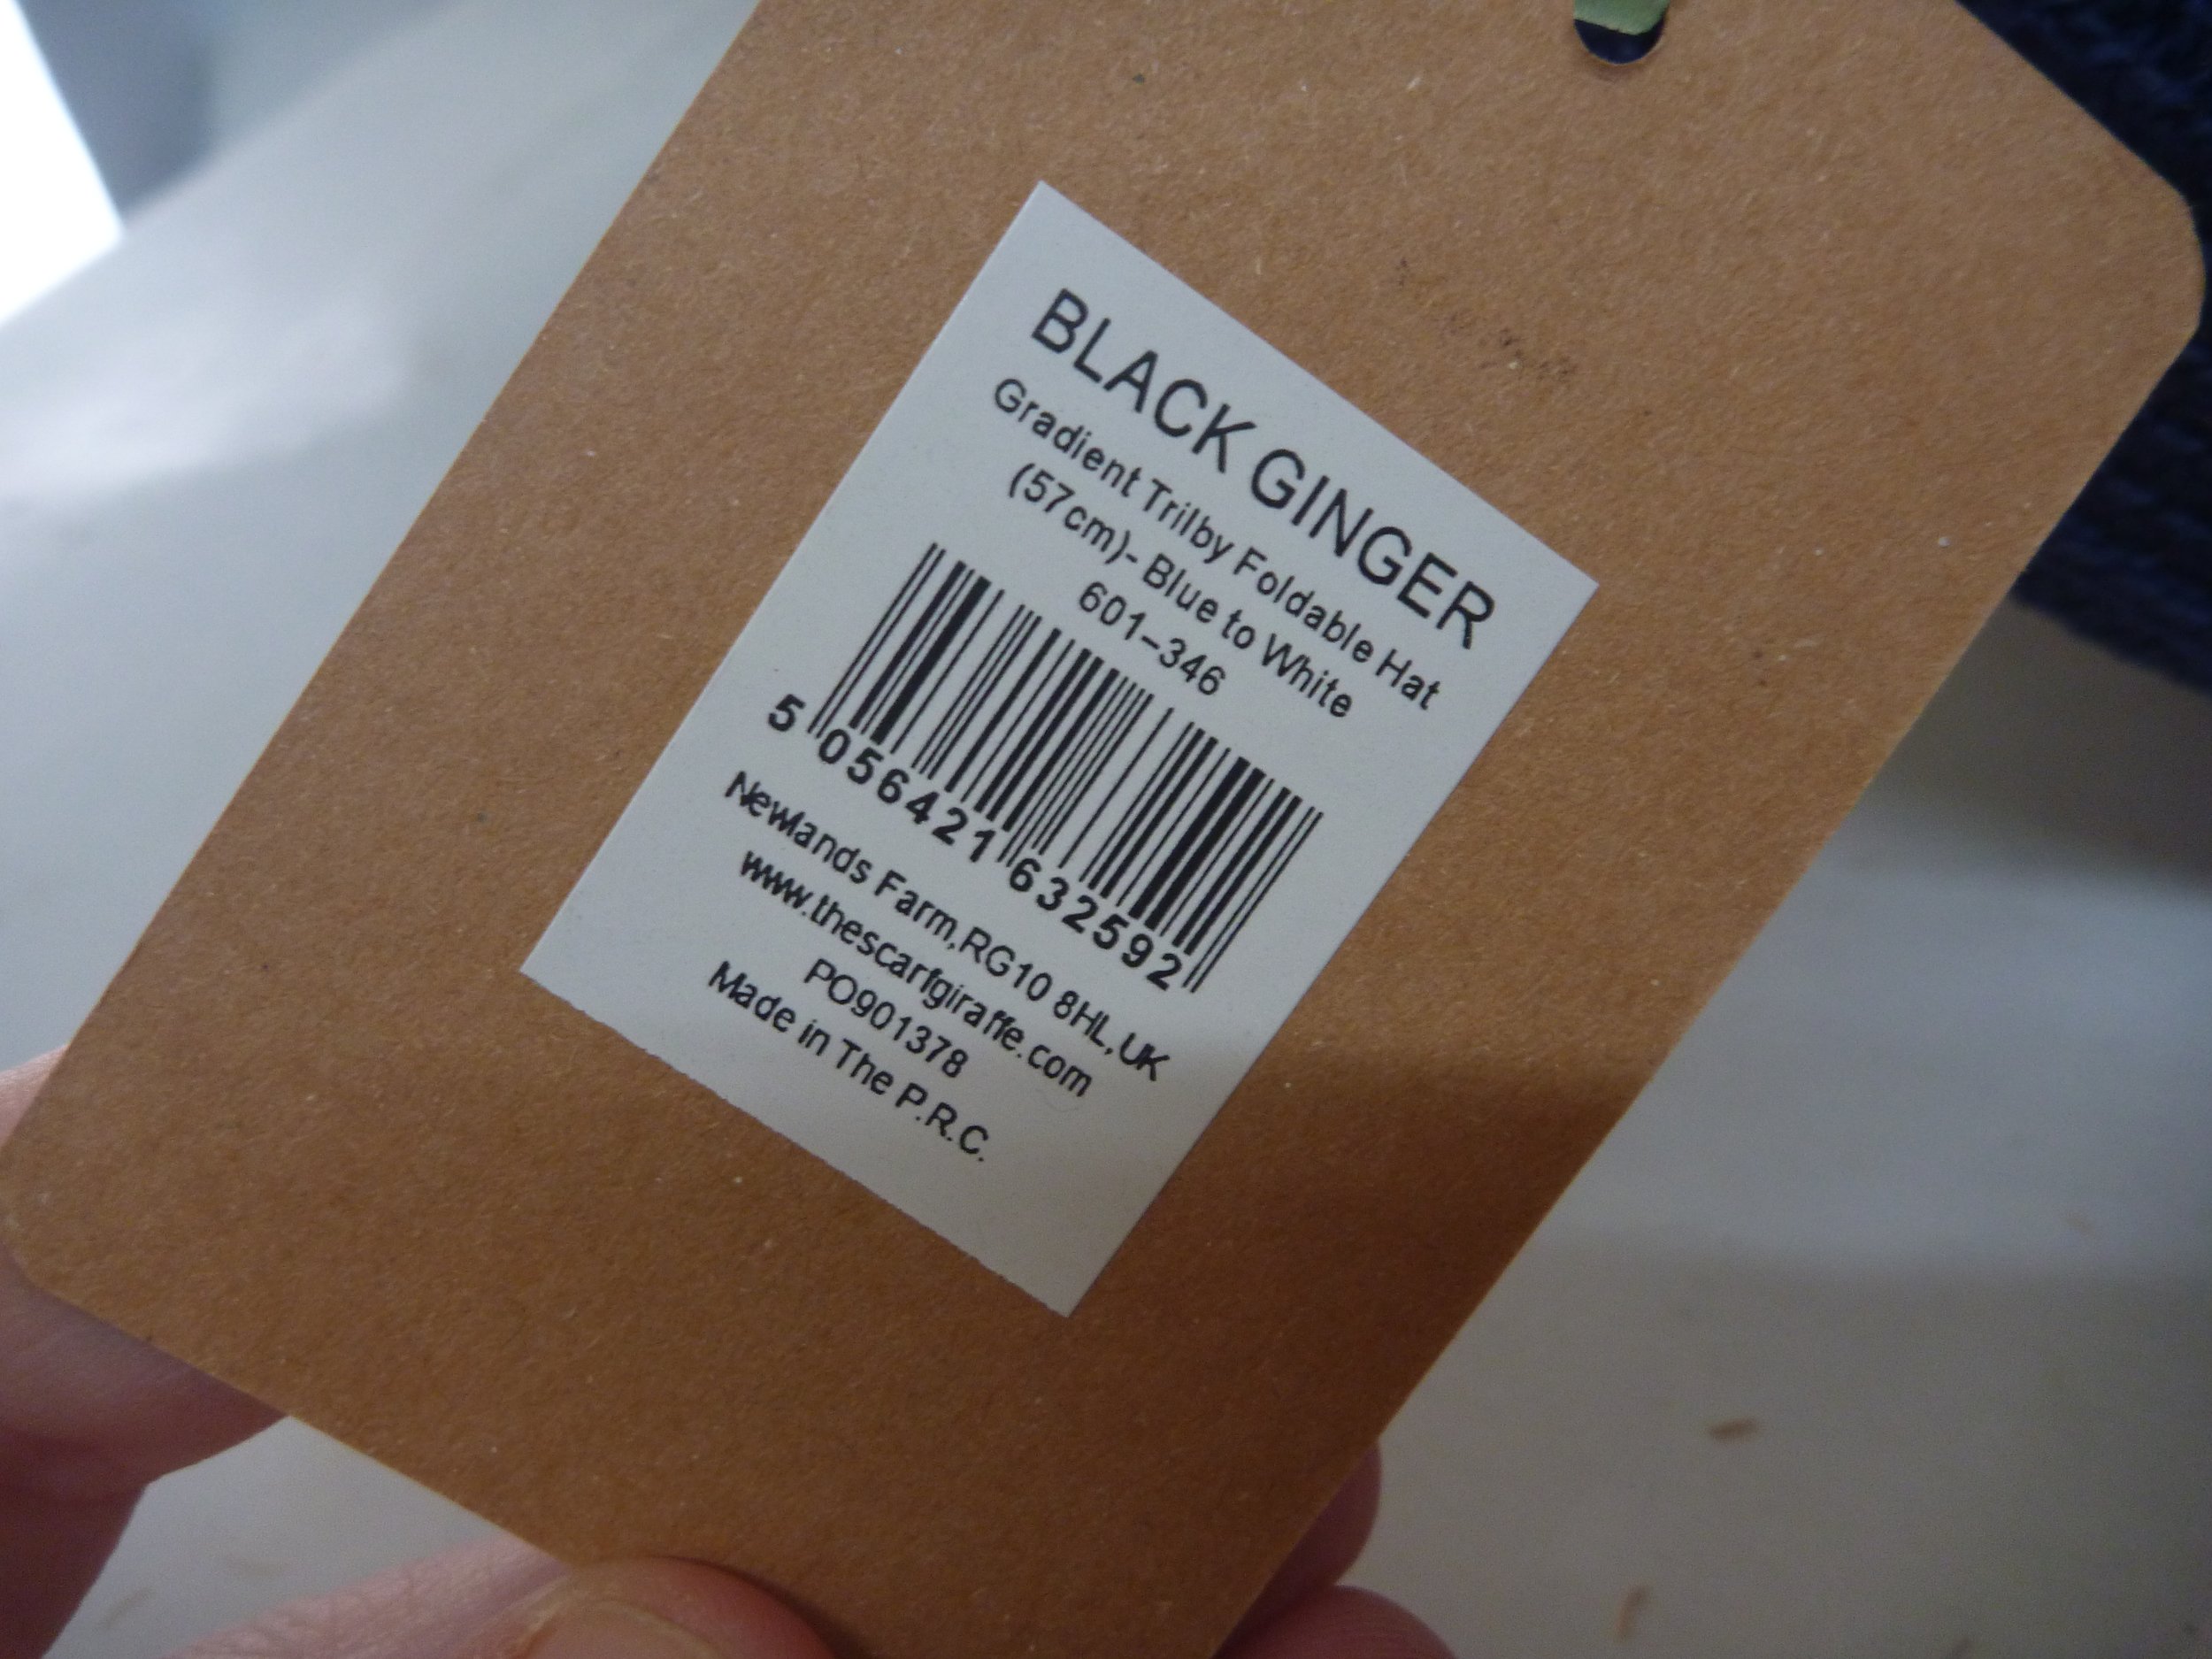 BLACK GINGER
Gradient Trilby Foldable Hat
(57cm)- Blue to White
601-346
5 056421 632592
Newlands Farm,RG10 8HL,UK
www.thescarfgiraffe.com
PO901378
Made in The P.R.C.